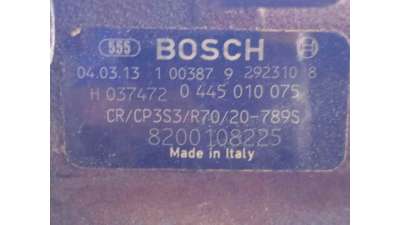 555 BOSCH
04.03.13 1 00387 9 292310 8
H 037472 0 445 010 075
CR/CP3S3/R70/20-789S
8200108225
Made in Italy